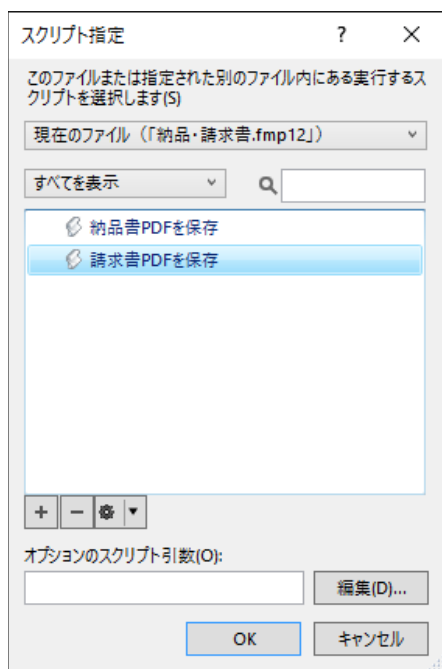 スクリプト指定
?
このファイルまたは指定された別のファイル内にある実行するス
クリプトを選択します(S)
現在のファイル（「納品・請求書.fmp12」）
すべてを表示
納品書PDFを保存
請求書PDFを保存
オプションのスクリプト引数(O):
編集(D)...
OK
キャンセル